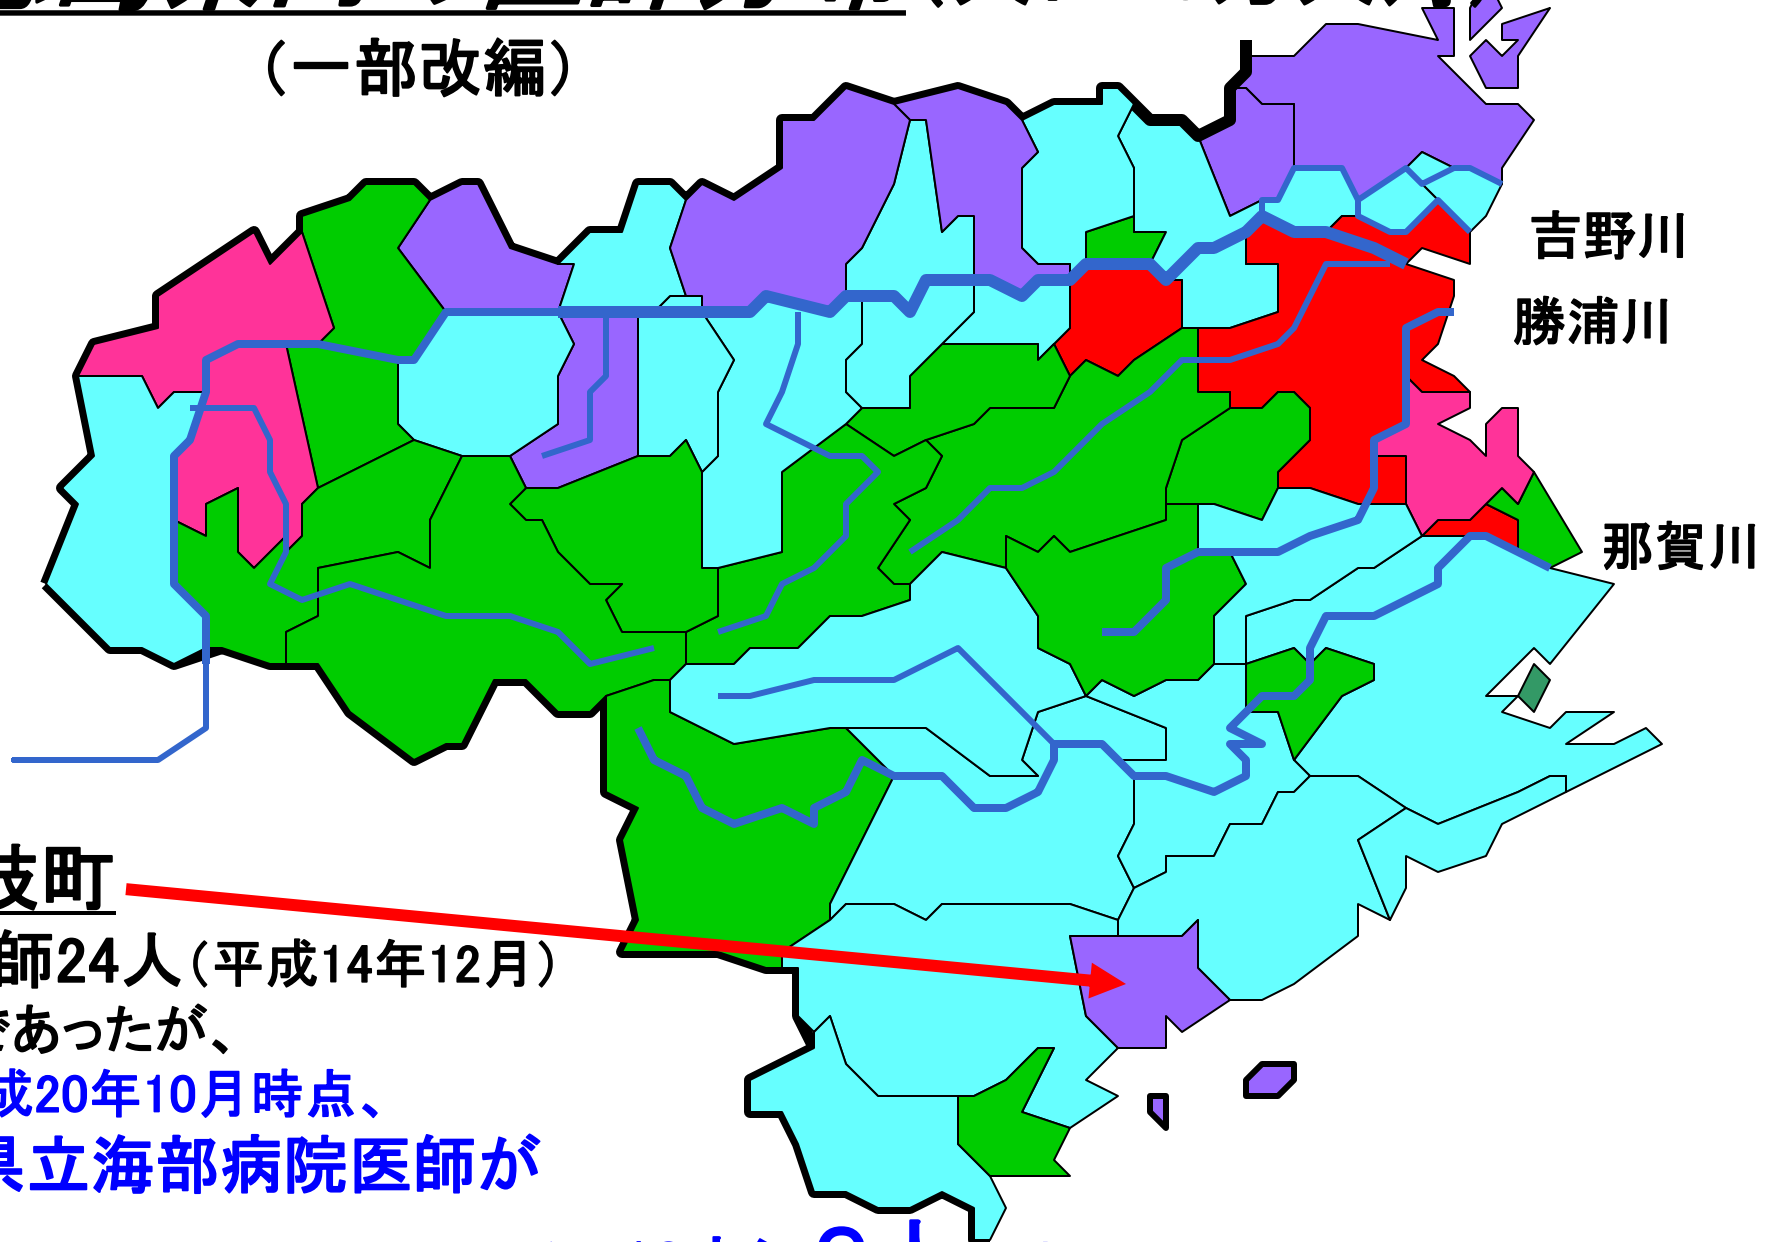 （一部改編）
吉野川
勝浦川
那賀川
岐町
師24人（平成14年12月）
であったが、
成20年10月時点、
県立海部病院医師が